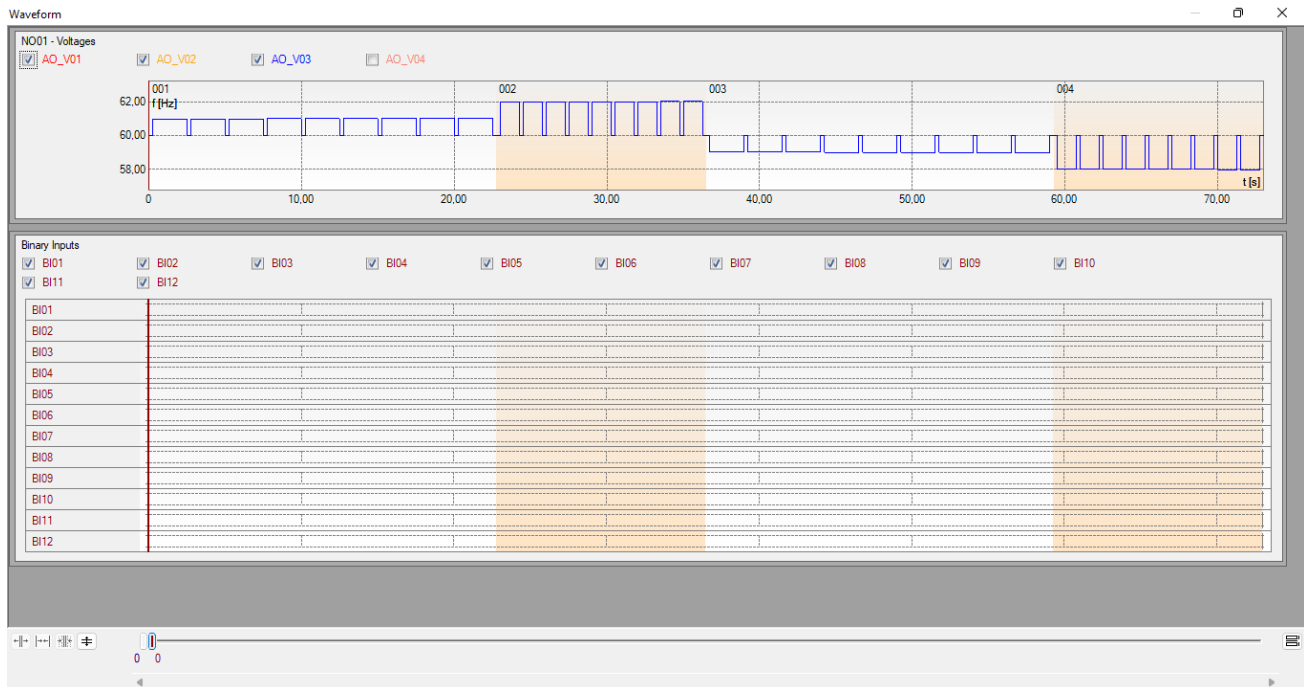 Waveform
NO01 - Voltages
AO_V01 AO_V02 AO_V03 AO_V04
001 002 003 004
62,00 f [Hz]
60,00
58,00
t [s]
0 10,00 20,00 30,00 40,00 50,00 60,00 70,00
Binary Inputs
BI01 BI02 BI03 BI04 BI05 BI06 BI07 BI08 BI09 BI10
BI11 BI12
BI01
BI02
BI03
BI04
BI05
BI06
BI07
BI08
BI09
BI10
BI11
BI12
0 0